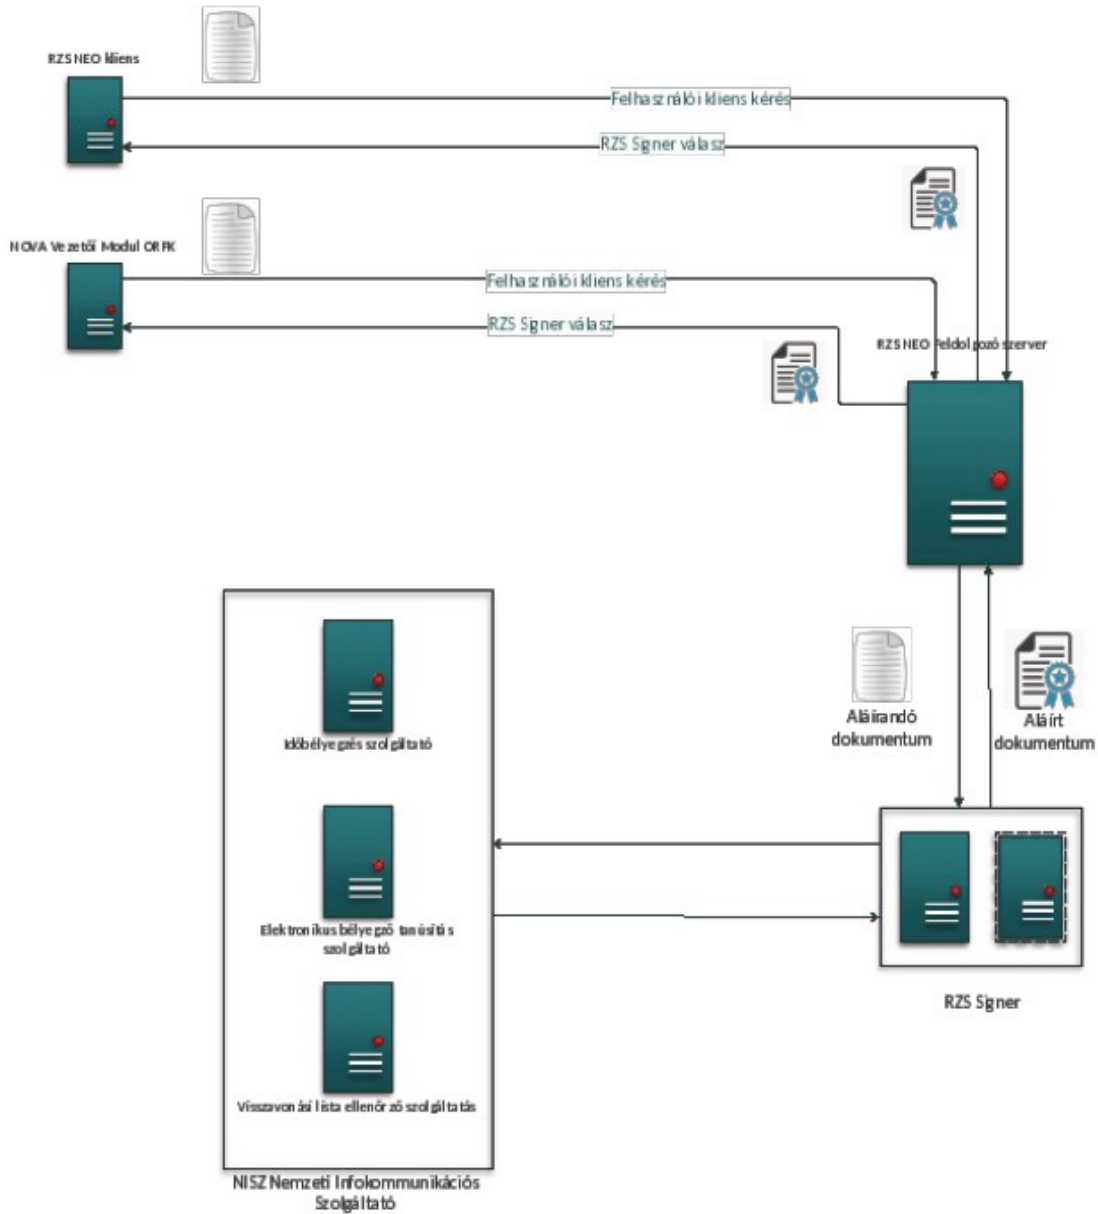 RZS NEO kliens
Felhasználói kliens kérés
RZS Signer válasz
NOVA Vezetői Modul ORFK
Felhasználói kliens kérés
RZS Signer válasz
RZS NEO Feldolgozó szerver
Aláírandó
dokumentum
Aláírt
dokumentum
Időbélyegzés szolgáltató
Elektronikus bélyegző tanúsítás
szolgáltató
Visszavonási lista ellenőrző szolgáltatás
RZS Signer
NISZ Nemzeti Infokommunikációs
Szolgáltató